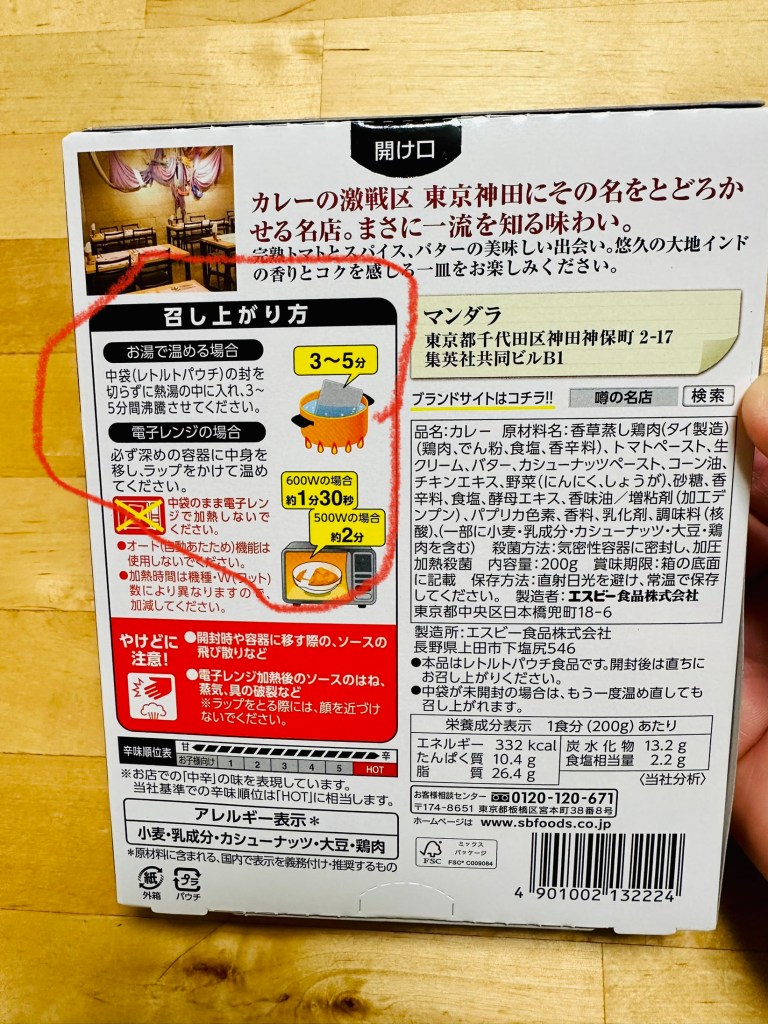 開け口
カレーの激戦区 東京神田にその名をとどろか
せる名店。まさに一流を知る味わい。
完熟トマトとスパイス、バターの美味しい出会い。悠久の大地インド
の香りとコクを感じる一皿をお楽しみください。
召し上がり方
お湯で温める場合
中袋(レトルトパウチ)の封を
切らずに熱湯の中に入れ、3〜
5分間沸騰させてください。
3〜5分
電子レンジの場合
必ず深めの容器に中身を
移し、ラップをかけて温め
てください。
600Wの場合
約1分30秒
500Wの場合
約2分
中袋のまま電子レン
ジで加熱しないで
ください。
●オート(自動あたため)機能は
使用しないでください。
●加熱時間は機種・W(ワット)
数により異なりますので、
加減してください。
やけどに
注意!
●開封時や容器に移す際の、ソースの
飛び散りなど
●電子レンジ加熱後のソースのはね、
蒸気、具の破裂など
※ラップをとる際には、顔を近づけ
ないでください。
辛味順位表
甘 辛
お子様向け 1 2 3 4 5 HOT
※お店での「中辛」の味を表現しています。
当社基準での辛味順位は「HOT」に相当します。
アレルギー表示*
小麦・乳成分・カシューナッツ・大豆・鶏肉
*原材料に含まれる、国内で表示を義務付け・推奨するもの
紙
外箱
プラ
パウチ
マンダラ
東京都千代田区神田神保町 2-17
集英社共同ビルB1
ブランドサイトはコチラ!! 噂の名店 検索
品名:カレー 原材料名:香草蒸し鶏肉(タイ製造)
(鶏肉、でん粉、食塩、香辛料)、トマトペースト、生
クリーム、バター、カシューナッツペースト、コーン油、
チキンエキス、野菜(にんにく、しょうが)、砂糖、香
辛料、食塩、酵母エキス、香味油/増粘剤(加工デ
ンプン)、パプリカ色素、香料、乳化剤、調味料(核
酸)、(一部に小麦・乳成分・カシューナッツ・大豆・鶏
肉を含む) 殺菌方法:気密性容器に密封し、加圧
加熱殺菌 内容量:200g 賞味期限:箱の底面
に記載 保存方法:直射日光を避け、常温で保存
してください。 製造者:エスビー食品株式会社
東京都中央区日本橋兜町18-6
製造所:エスビー食品株式会社
長野県上田市下塩尻546
●本品はレトルトパウチ食品です。開封後は直ちに
お召し上がりください。
●中袋が未開封の場合は、もう一度温め直しても
召し上がれます。
栄養成分表示 1食分(200g)あたり
エネルギー 332 kcal 炭水化物 13.2 g
たんぱく質 10.4 g 食塩相当量 2.2 g
脂質 26.4 g 〈当社分析〉
お客様相談センター 0120-120-671
〒174-8651 東京都板橋区宮本町38番8号
ホームページは www.sbfoods.co.jp
FSC
ミックス
パッケージ
FSC® C009084
4 901002 132224